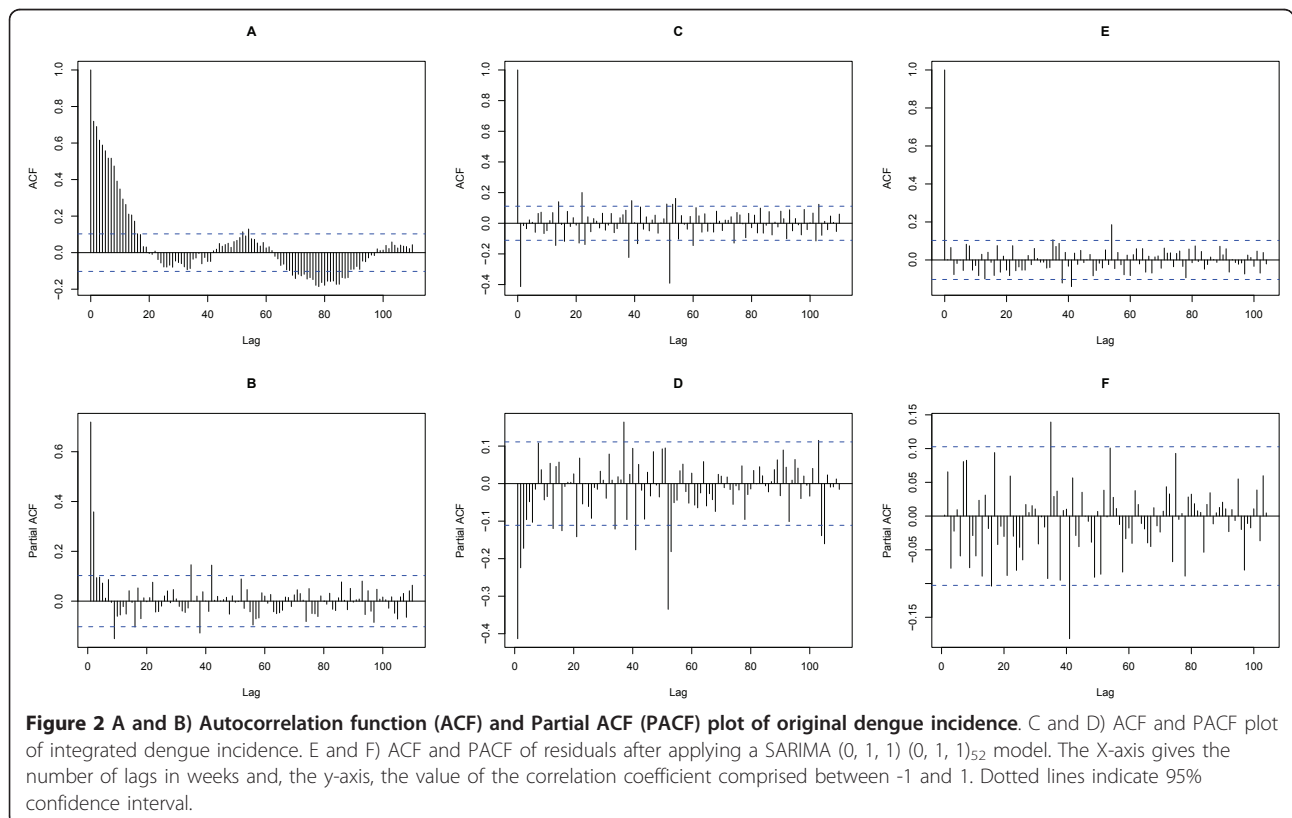 A
ACF
1.0
0.8
0.6
0.4
0.2
0.0
−0.2
0 20 40 60 80 100
Lag
C
ACF
1.0
0.8
0.6
0.4
0.2
0.0
−0.2
−0.4
0 20 40 60 80 100
Lag
E
ACF
1.0
0.8
0.6
0.4
0.2
0.0
−0.2
0 20 40 60 80 100
Lag
B
Partial ACF
0.6
0.4
0.2
0.0
0 20 40 60 80 100
Lag
D
Partial ACF
0.1
0.0
−0.1
−0.2
−0.3
−0.4
0 20 40 60 80 100
Lag
F
Partial ACF
0.15
0.10
0.05
0.00
−0.05
−0.15
0 20 40 60 80 100
Lag
Figure 2 A and B) Autocorrelation function (ACF) and Partial ACF (PACF) plot of original dengue incidence. C and D) ACF and PACF plot
of integrated dengue incidence. E and F) ACF and PACF of residuals after applying a SARIMA (0, 1, 1) (0, 1, 1)52 model. The X-axis gives the
number of lags in weeks and, the y-axis, the value of the correlation coefficient comprised between -1 and 1. Dotted lines indicate 95%
confidence interval.